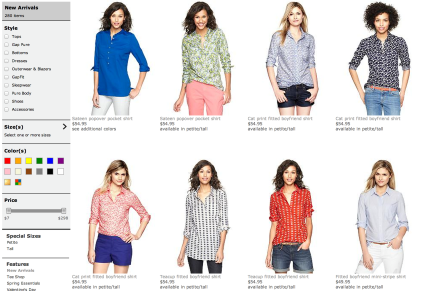 New Arrivals
280 items
Style
Tops
Gap Pure
Bottoms
Dresses
Outerwear & Blazers
GapFit
Sleepwear
Pure Body
Shoes
Accessories
Size(s)
Select one or more sizes
Color(s)
Price
$7
$298
Special Sizes
Petite
Tall
Features
New Arrivals
Tee Shop
Spring Essentials
Valentine's Day
Sateen popover pocket shirt
$54.95
see additional colors
Sateen popover pocket shirt
$54.95
available in petite/tall
Cat print fitted boyfriend shirt
$54.95
available in petite/tall
Cat print fitted boyfriend shirt
$54.95
available in petite/tall
Cat print fitted boyfriend shirt
$54.95
available in petite/tall
Teacup fitted boyfriend shirt
$54.95
available in petite/tall
Teacup fitted boyfriend shirt
$54.95
available in petite/tall
Fitted boyfriend mini-stripe shirt
$49.95
available in petite/tall